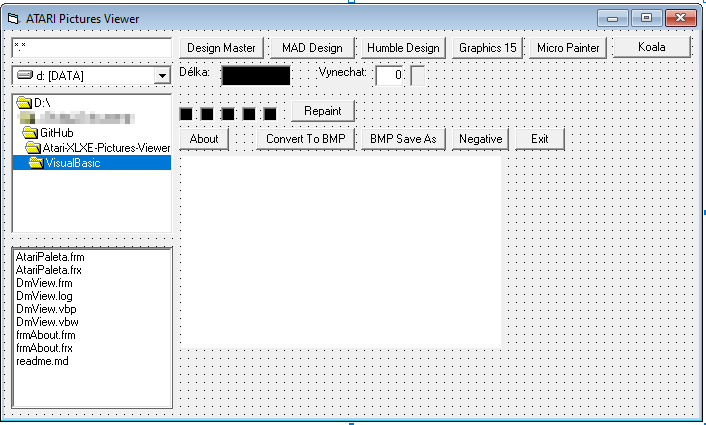 ATARI Pictures Viewer
*.*
Design Master
MAD Design
Humble Design
Graphics 15
Micro Painter
Koala
d: [DATA]
Délka:
Vynechat:
0
D:\
GitHub
Atari-XLXE-Pictures-Viewer
VisualBasic
Repaint
About
Convert To BMP
BMP Save As
Negative
Exit
AtariPaleta.frm
AtariPaleta.frx
DmView.frm
DmView.log
DmView.vbp
DmView.vbw
frmAbout.frm
frmAbout.frx
readme.md